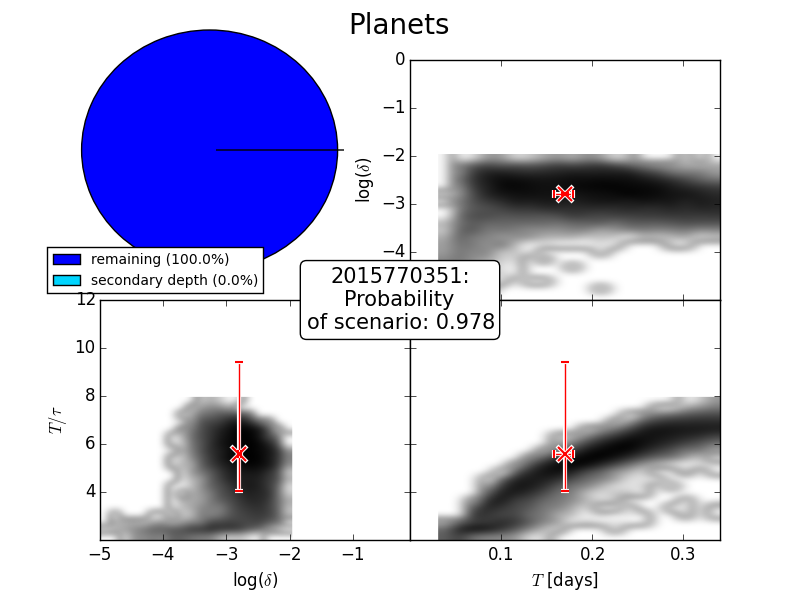 Planets
remaining (100.0%)
secondary depth (0.0%)
2015770351:
Probability
of scenario: 0.978
0
−1
−2
−3
−4
log(δ)
12
10
8
6
4
T/τ
−5
−4
−3
−2
−1
log(δ)
0.1
0.2
0.3
T [days]